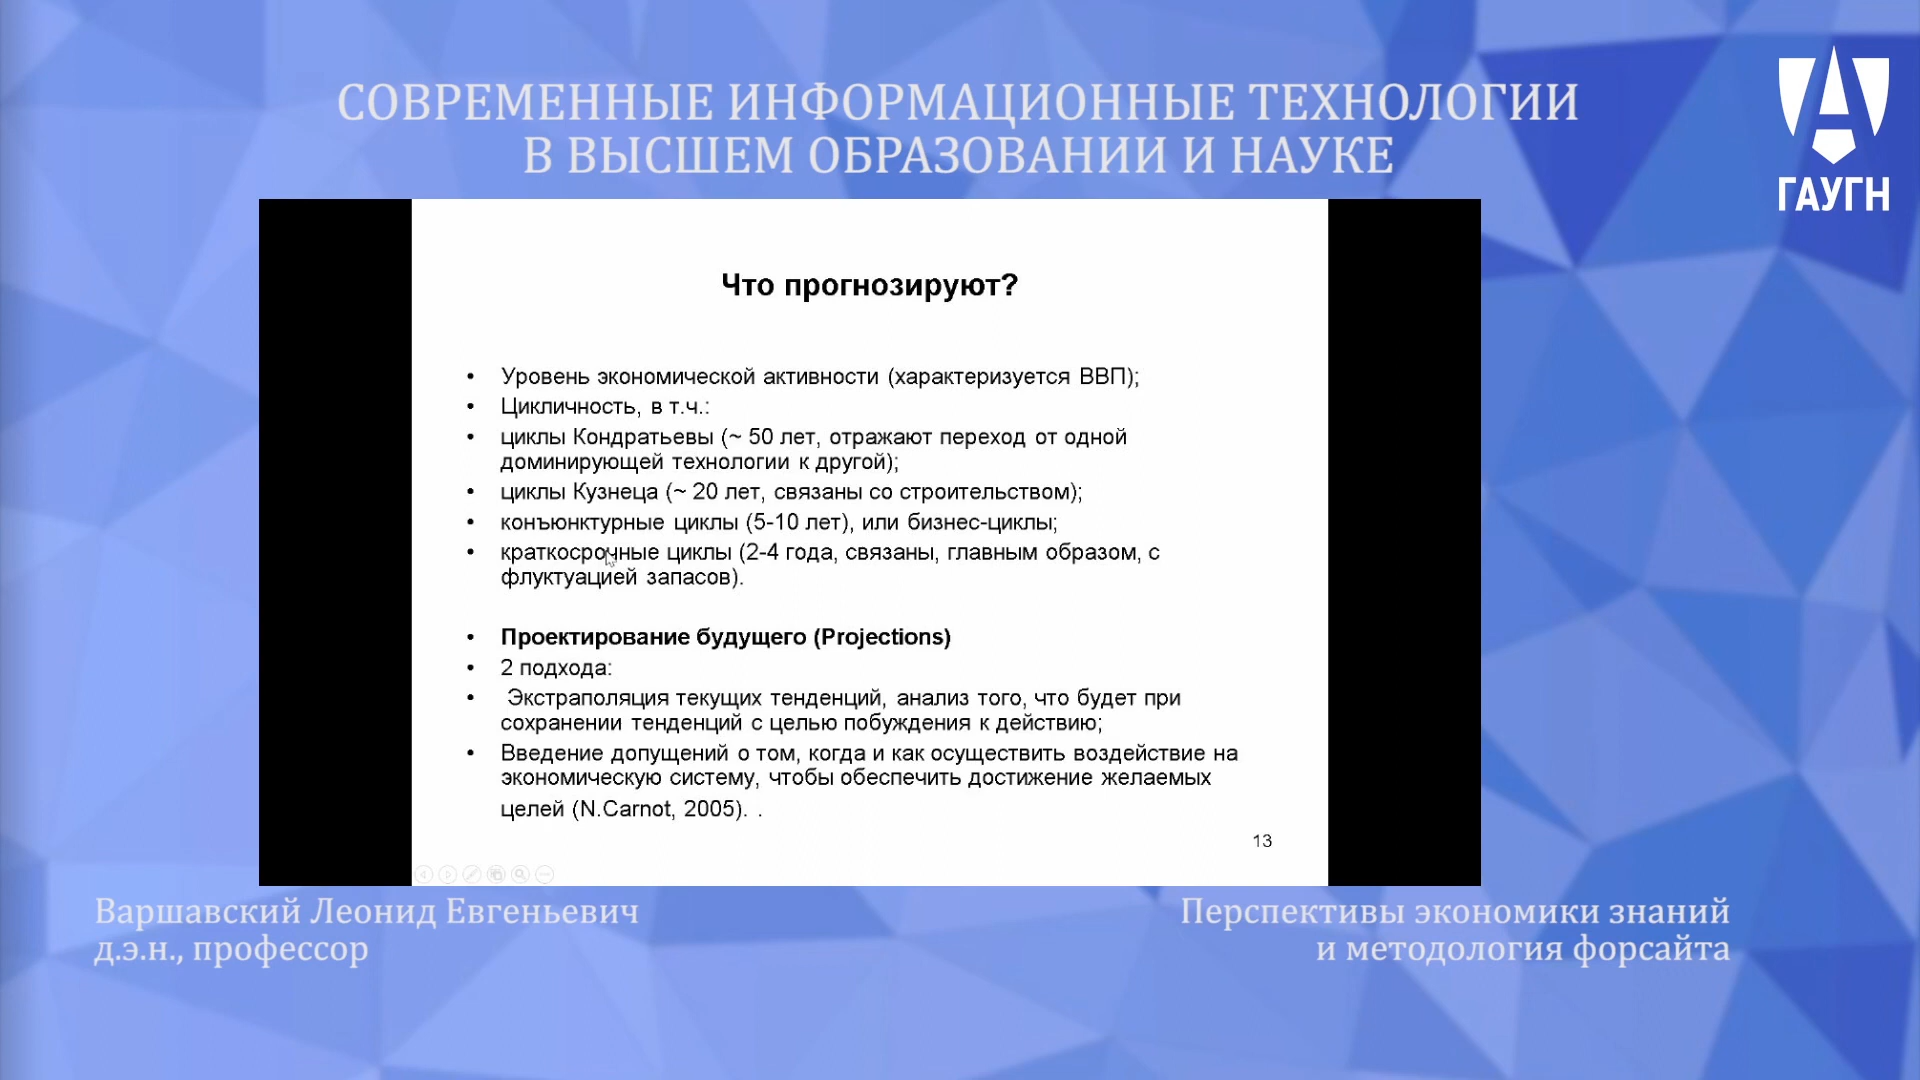 СОВРЕМЕННЫЕ ИНФОРМАЦИОННЫЕ ТЕХНОЛОГИИ
В ВЫСШЕМ ОБРАЗОВАНИИ И НАУКЕ
ГАУГН
Что прогнозируют?
• Уровень экономической активности (характеризуется ВВП);
• Цикличность, в т.ч.:
• циклы Кондратьевы (~ 50 лет, отражают переход от одной
доминирующей технологии к другой);
• циклы Кузнеца (~ 20 лет, связаны со строительством);
• конъюнктурные циклы (5-10 лет), или бизнес-циклы;
• краткосрочные циклы (2-4 года, связаны, главным образом, с
флуктуацией запасов).
• Проектирование будущего (Projections)
• 2 подхода:
• Экстраполяция текущих тенденций, анализ того, что будет при
сохранении тенденций с целью побуждения к действию;
• Введение допущений о том, когда и как осуществить воздействие на
экономическую систему, чтобы обеспечить достижение желаемых
целей (N.Carnot, 2005). .
13
Варшавский Леонид Евгеньевич
д.э.н., профессор
Перспективы экономики знаний
и методология форсайта